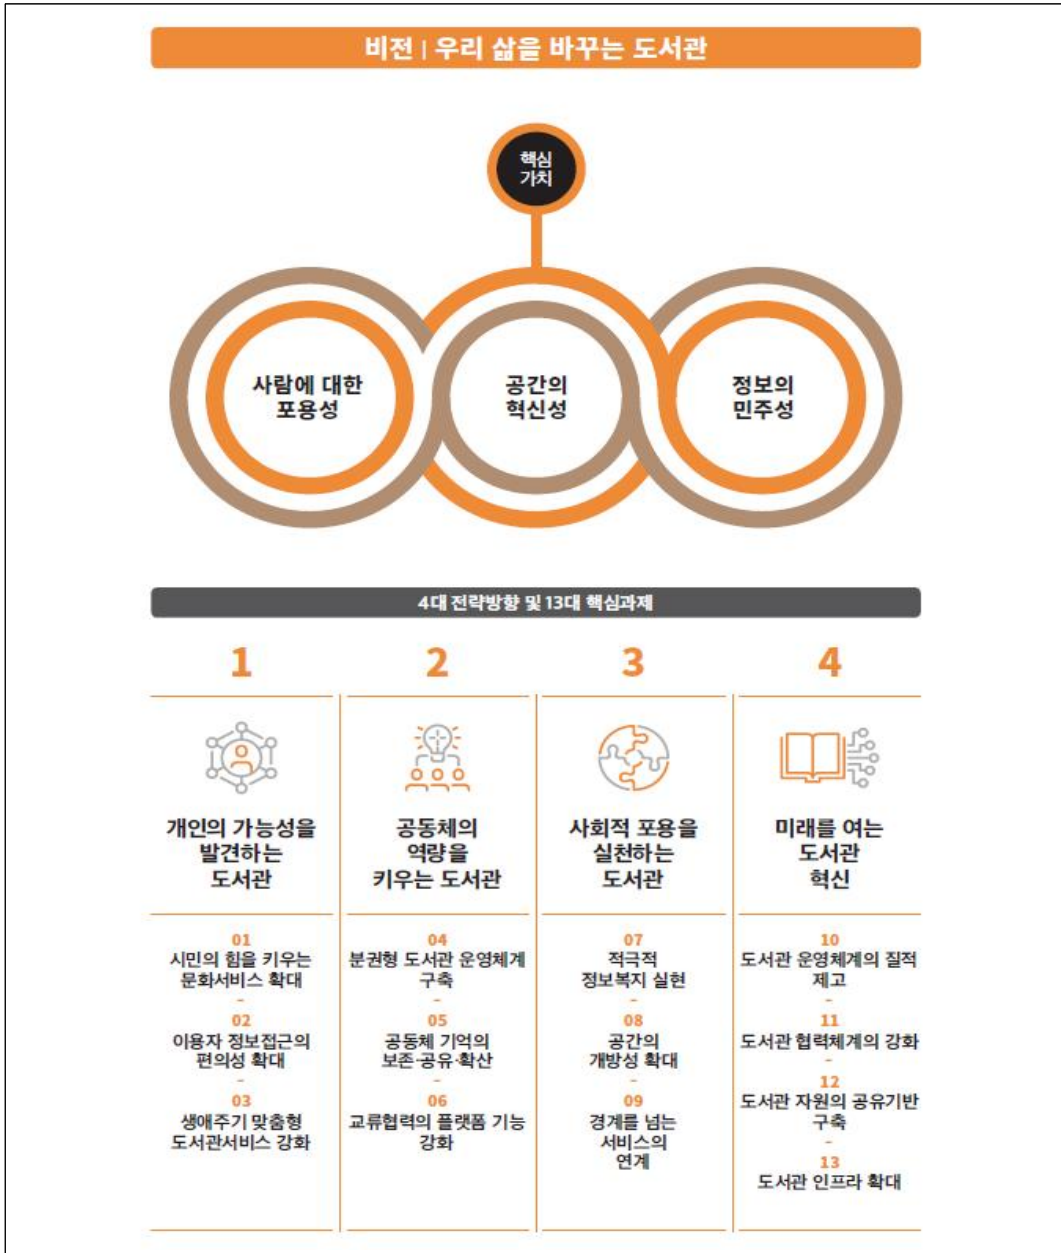 비전 | 우리 삶을 바꾸는 도서관
핵심
가치
사람에 대한
포용성
공간의
혁신성
정보의
민주성
4대 전략방향 및 13대 핵심과제
1
개인의 가능성을
발견하는
도서관
01
시민의 힘을 키우는
문화서비스 확대
-
02
이용자 정보접근의
편의성 확대
-
03
생애주기 맞춤형
도서관서비스 강화
2
공동체의
역량을
키우는 도서관
04
분권형 도서관 운영체계
구축
-
05
공동체 기억의
보존·공유·확산
-
06
교류협력의 플랫폼 기능
강화
3
사회적 포용을
실천하는
도서관
07
적극적
정보복지 실현
-
08
공간의
개방성 확대
-
09
경계를 넘는
서비스의
연계
4
미래를 여는
도서관
혁신
10
도서관 운영체계의 질적
제고
-
11
도서관 협력체계의 강화
-
12
도서관 자원의 공유기반
구축
-
13
도서관 인프라 확대